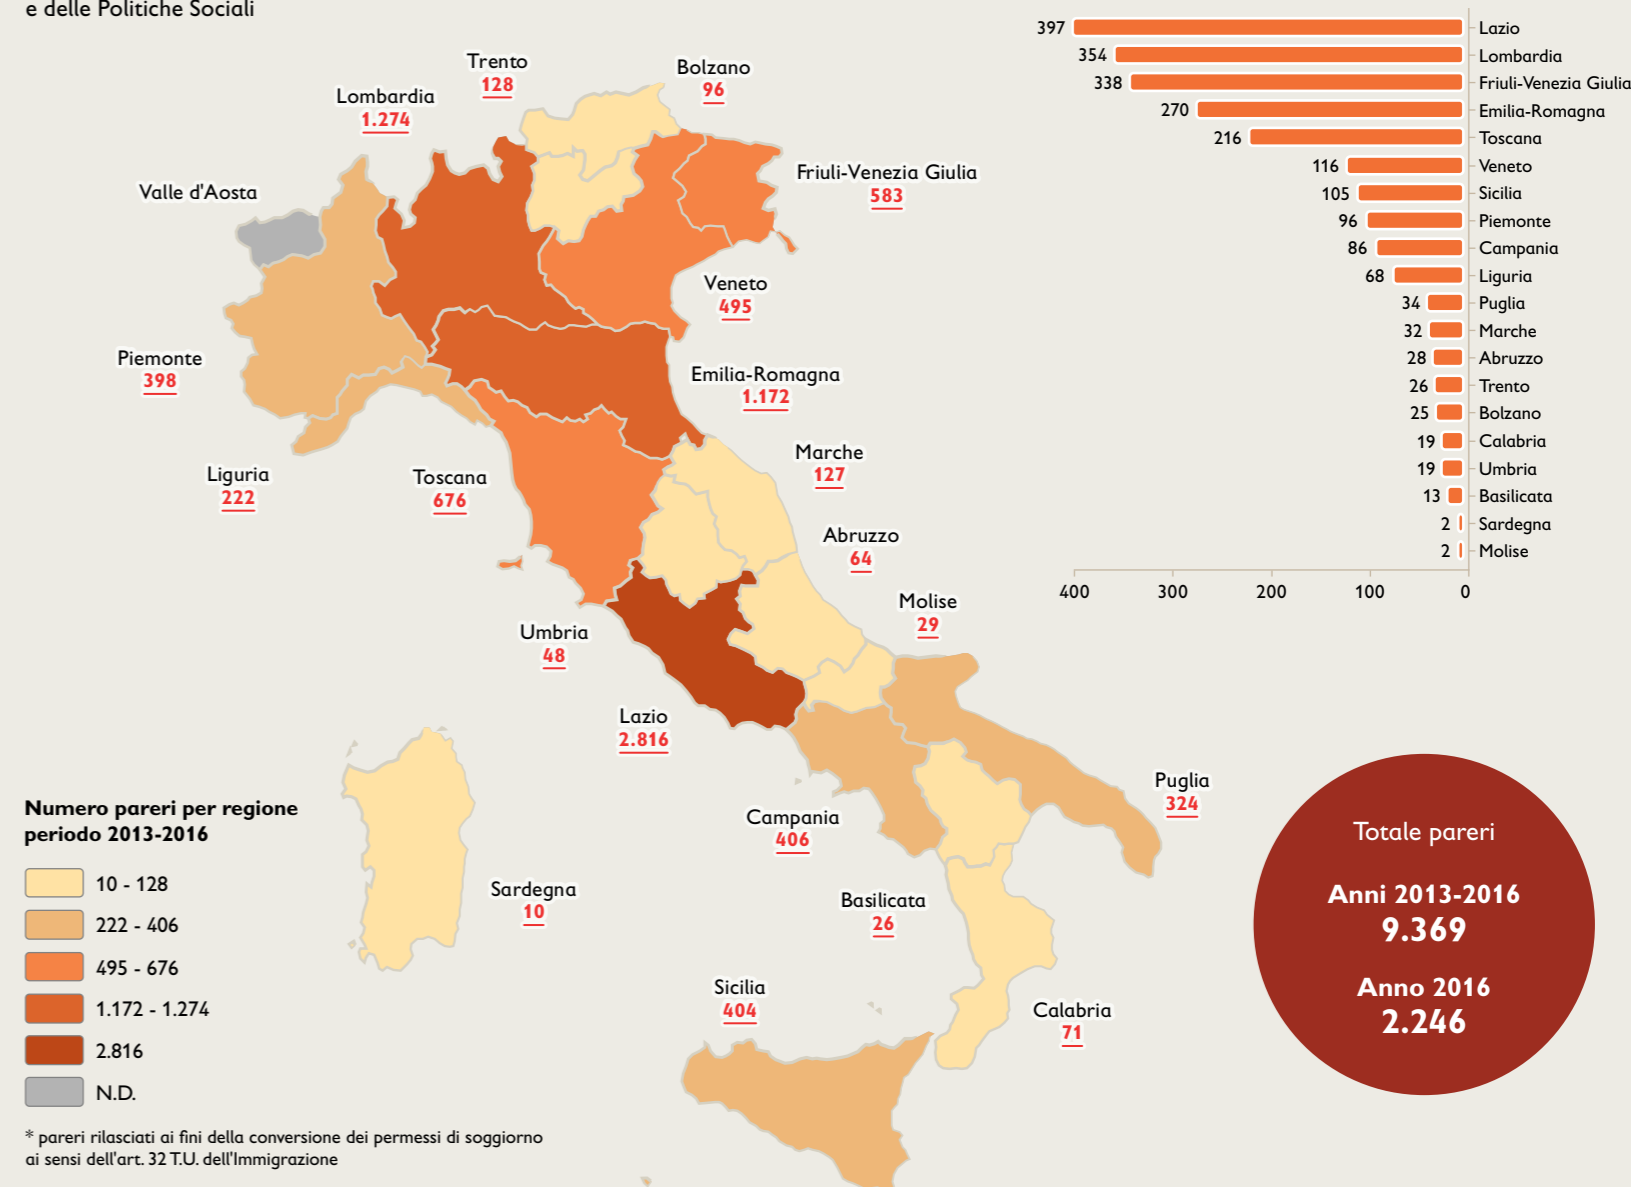 e delle Politiche Sociali
Trento
128
Bolzano
96
Lombardia
1.274
Valle d'Aosta
Friuli-Venezia Giulia
583
Veneto
495
Piemonte
398
Emilia-Romagna
1.172
Liguria
222
Toscana
676
Marche
127
Abruzzo
64
Molise
29
Umbria
48
Lazio
2.816
Campania
406
Puglia
324
Sardegna
10
Basilicata
26
Sicilia
404
Calabria
71
397 Lazio
354 Lombardia
338 Friuli-Venezia Giulia
270 Emilia-Romagna
216 Toscana
116 Veneto
105 Sicilia
96 Piemonte
86 Campania
68 Liguria
34 Puglia
32 Marche
28 Abruzzo
26 Trento
25 Bolzano
19 Calabria
19 Umbria
13 Basilicata
2 Sardegna
2 Molise
400 300 200 100 0
Numero pareri per regione
periodo 2013-2016
10 - 128
222 - 406
495 - 676
1.172 - 1.274
2.816
N.D.
* pareri rilasciati ai fini della conversione dei permessi di soggiorno
ai sensi dell'art. 32 T.U. dell'Immigrazione
Totale pareri
Anni 2013-2016
9.369
Anno 2016
2.246